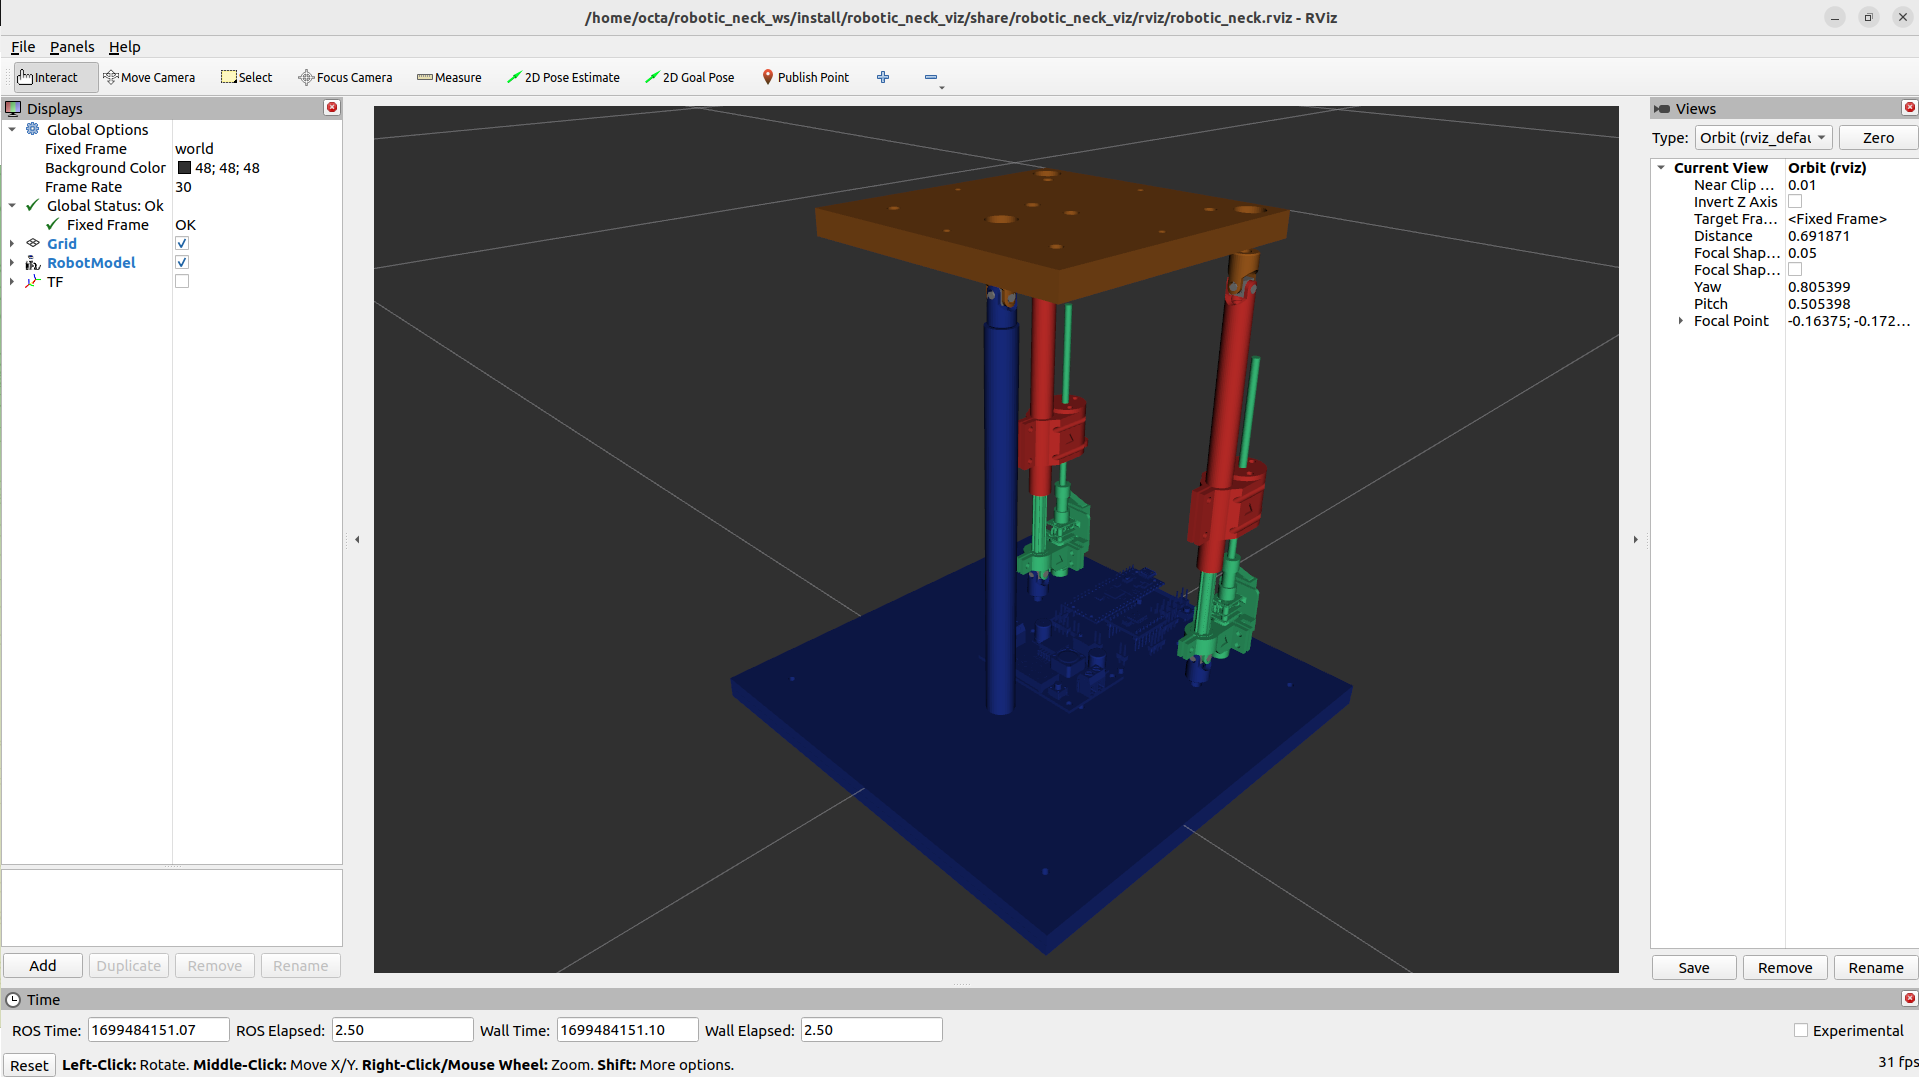 /home/octa/robotic_neck_ws/install/robotic_neck_viz/share/robotic_neck_viz/rviz/robotic_neck.rviz - RViz
File Panels Help
Interact Move Camera Select Focus Camera Measure 2D Pose Estimate 2D Goal Pose Publish Point
Displays
Global Options
Fixed Frame world
Background Color 48; 48; 48
Frame Rate 30
Global Status: Ok
Fixed Frame OK
Grid
RobotModel
TF
Add Duplicate Remove Rename
Views
Type: Orbit (rviz_defau Zero
Current View Orbit (rviz)
Near Clip ... 0.01
Invert Z Axis
Target Fra... <Fixed Frame>
Distance 0.691871
Focal Shap... 0.05
Focal Shap...
Yaw 0.805399
Pitch 0.505398
Focal Point -0.16375; -0.172...
Save Remove Rename
Time
ROS Time: 1699484151.07 ROS Elapsed: 2.50 Wall Time: 1699484151.10 Wall Elapsed: 2.50 Experimental
Reset Left-Click: Rotate. Middle-Click: Move X/Y. Right-Click/Mouse Wheel: Zoom. Shift: More options. 31 fps